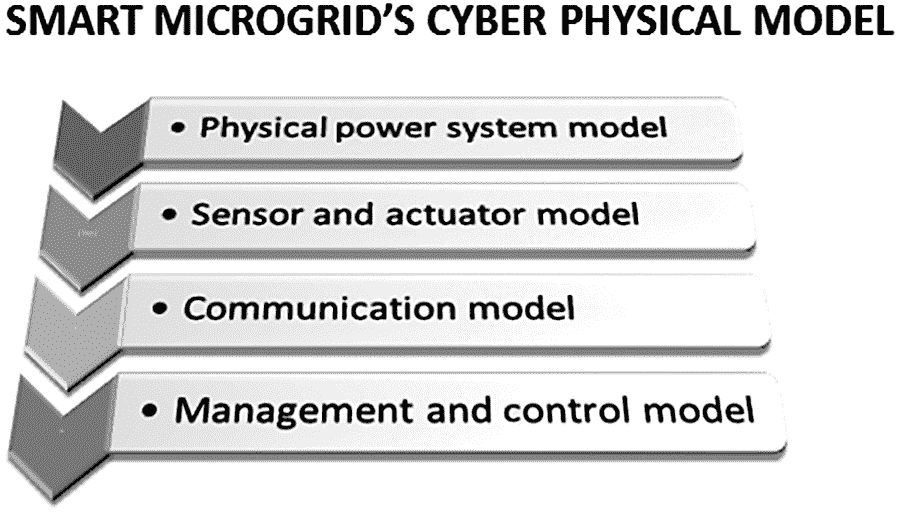 SMART MICROGRID'S CYBER PHYSICAL MODEL
• Physical power system model
• Sensor and actuator model
• Communication model
• Management and control model